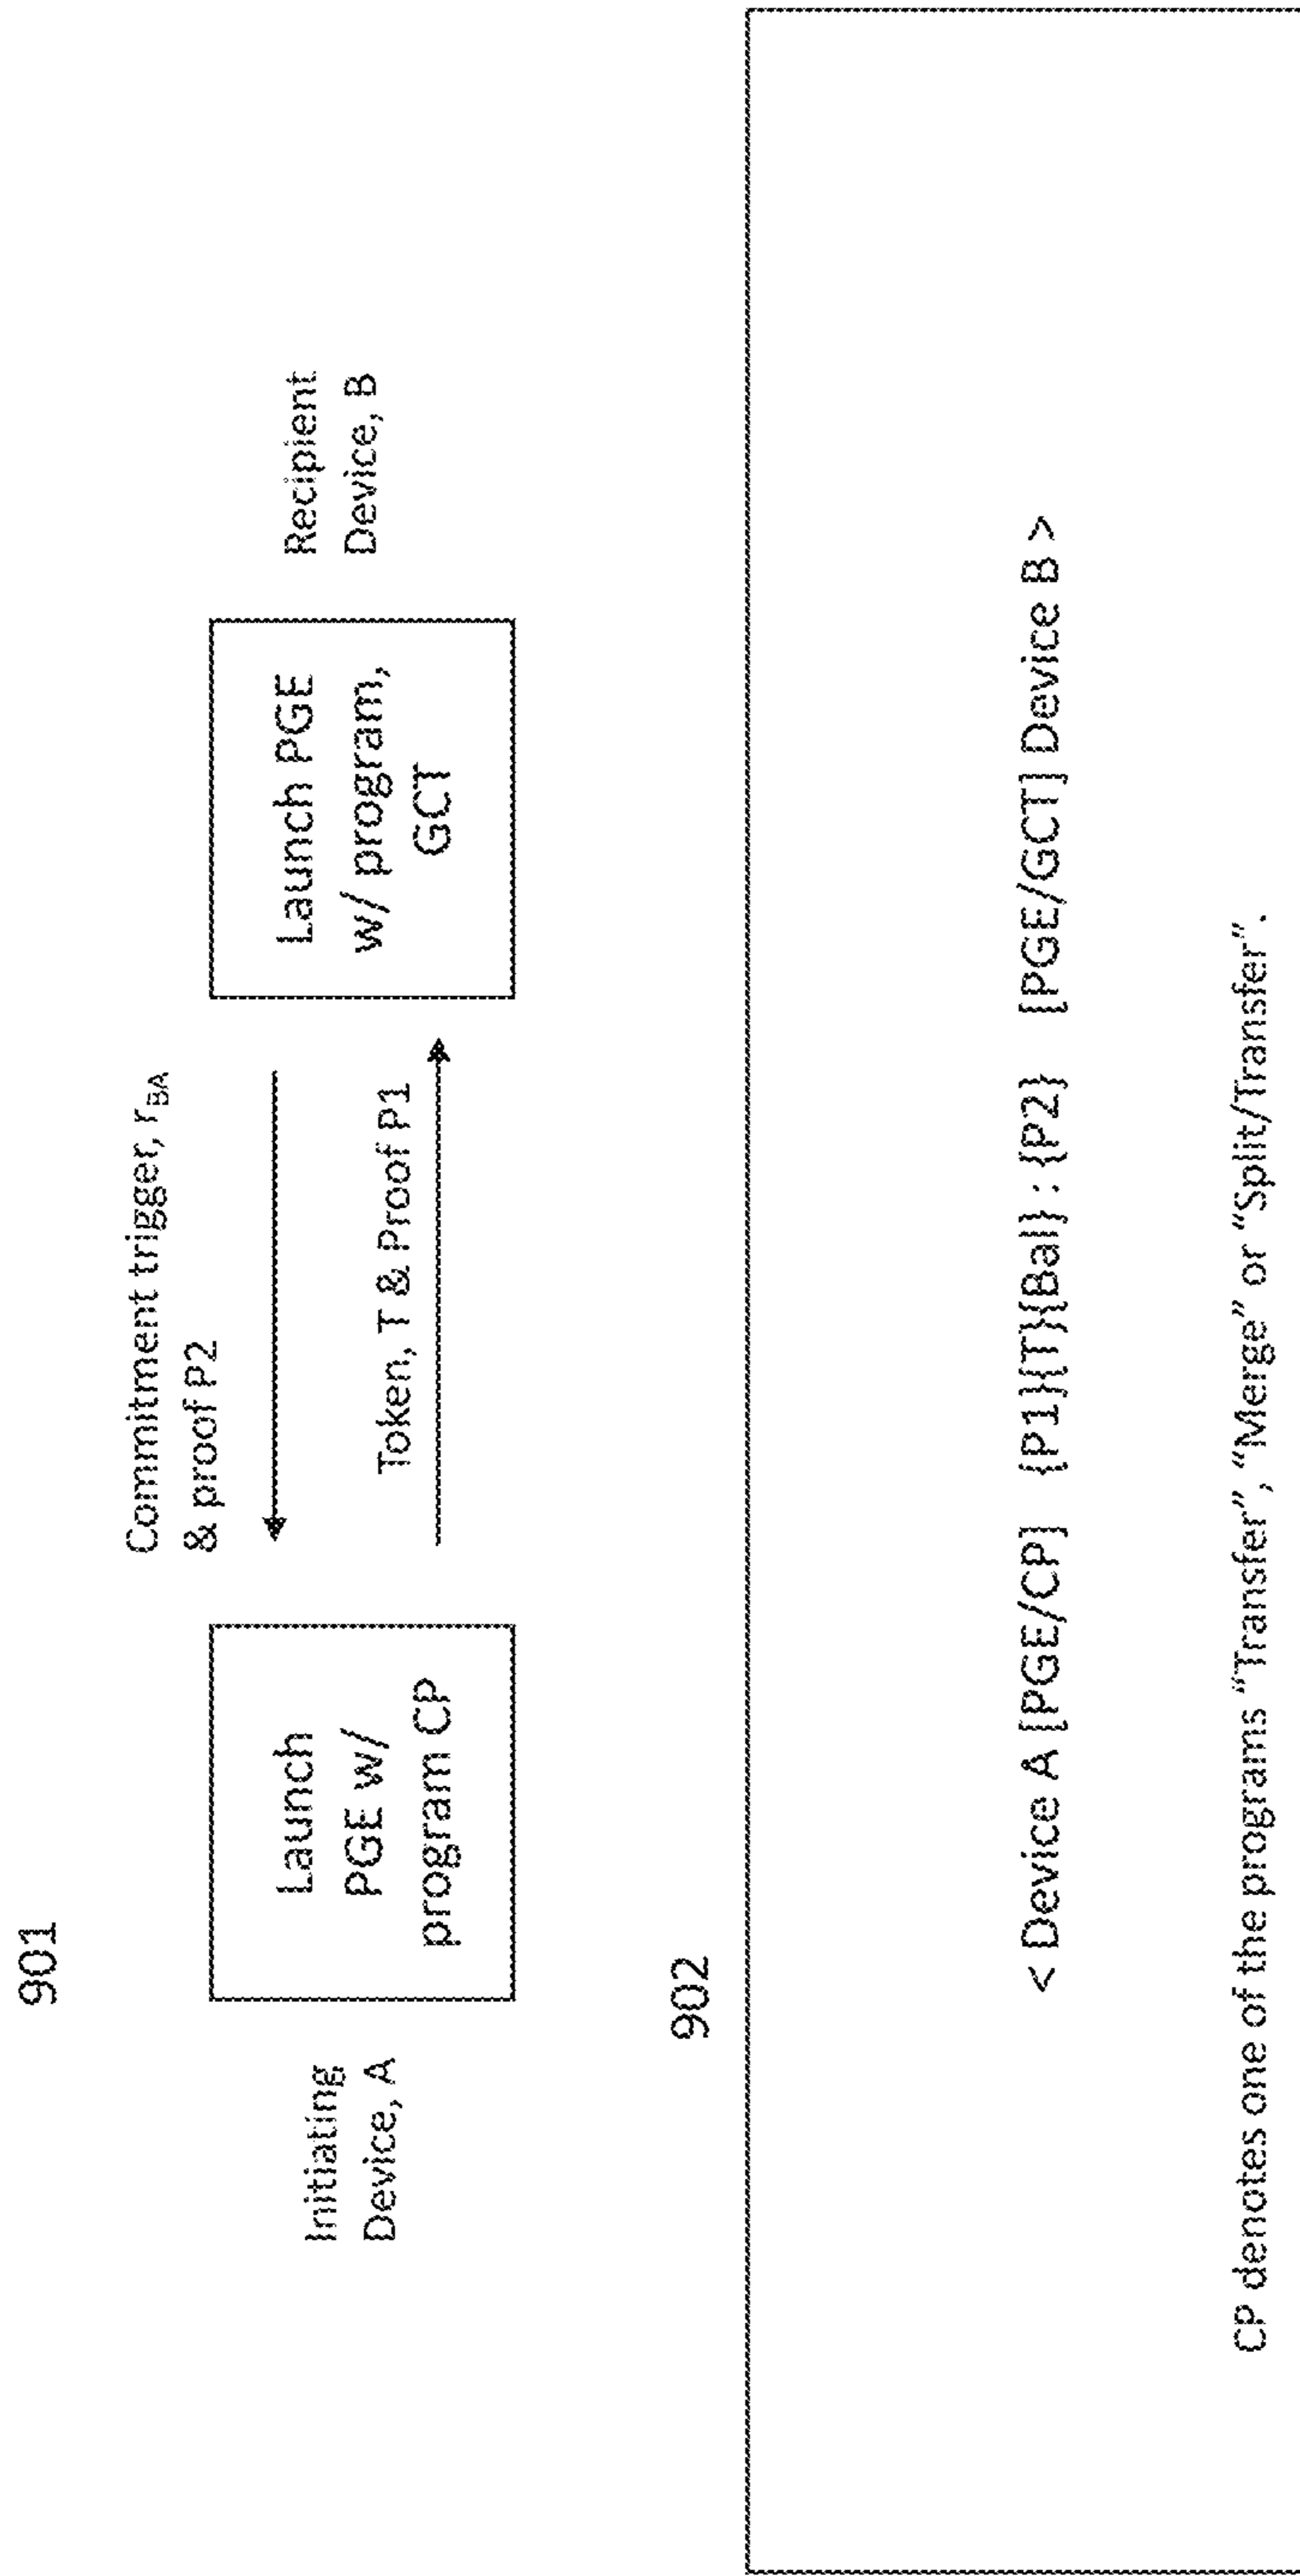 901
Initiating
Device, A
Launch
PGE w/
program CP
Commitment trigger, rBA
& proof P2
Token, T & Proof P1
Launch PGE
w/ program,
GCT
Recipient
Device, B
902
< Device A [PGE/CP] {P1}{T}{Bal} : {P2} [PGE/GCT] Device B >
CP denotes one of the programs “Transfer”, “Merge” or “Split/Transfer”.